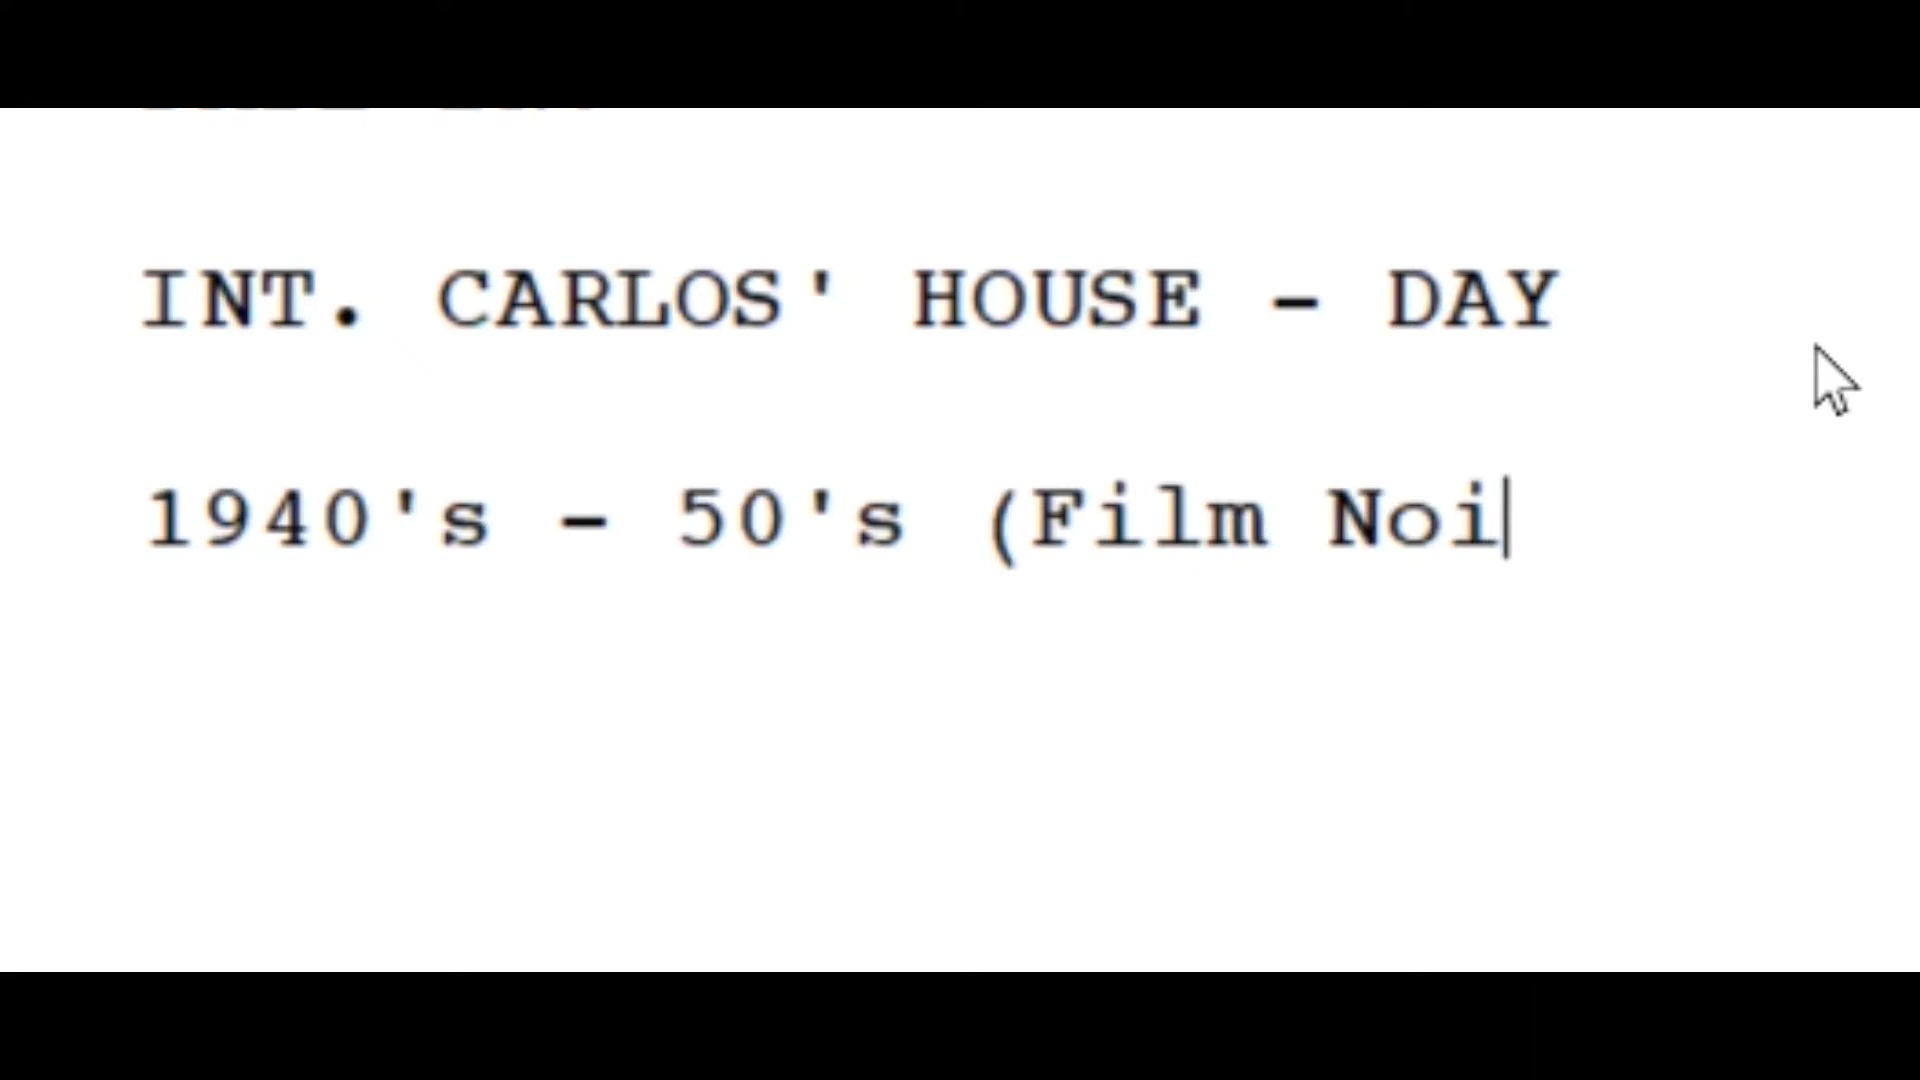 INT. CARLOS' HOUSE - DAY
1940's - 50's (Film Noi